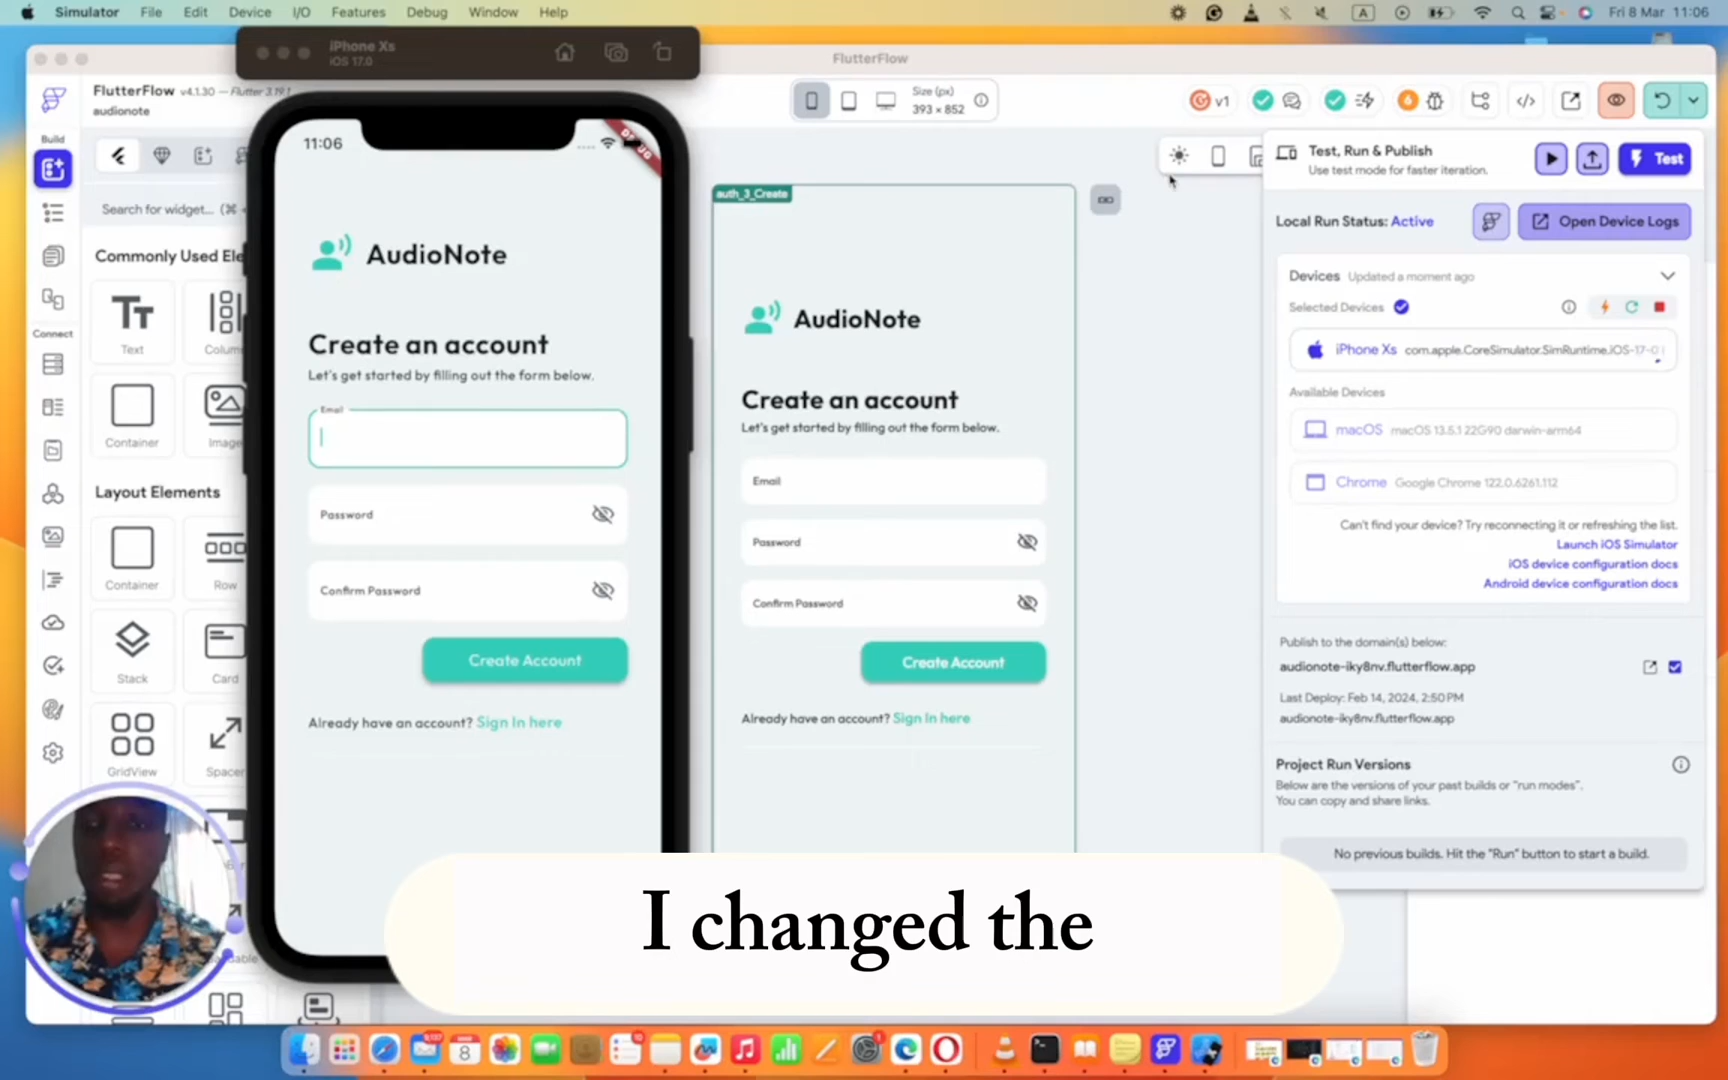 Simulator File Edit Device I/O Features Debug Window Help
A
Fri 8 Mar 11:06
iPhone Xs
iOS 17.0
FlutterFlow
FlutterFlow v4.1.30 – Flutter 3.19.1
audionote
Size (px)
393 × 852
v1
Build
Search for widget... (⌘ +
Commonly Used Ele
Text
Colum
Container
Image
Connect
Layout Elements
Container
Row
Stack
Card
GridView
Spacer
11:06
AudioNote
Create an account
Let's get started by filling out the form below.
Email
Password
Confirm Password
Create Account
Already have an account? Sign In here
auth_3_Create
AudioNote
Create an account
Let's get started by filling out the form below.
Email
Password
Confirm Password
Create Account
Already have an account? Sign In here
Test, Run & Publish
Use test mode for faster iteration.
Test
Local Run Status: Active
Open Device Logs
Devices Updated a moment ago
Selected Devices
iPhone Xs com.apple.CoreSimulator.SimRuntime.iOS-17-0
Available Devices
macOS macOS 13.5.1 22G90 darwin-arm64
Chrome Google Chrome 122.0.6261.112
Can't find your device? Try reconnecting it or refreshing the list.
Launch iOS Simulator
iOS device configuration docs
Android device configuration docs
Publish to the domain(s) below:
audionote-iky8nv.flutterflow.app
Last Deploy: Feb 14, 2024, 2:50 PM
audionote-iky8nv.flutterflow.app
Project Run Versions
Below are the versions of your past builds or "run modes".
You can copy and share links.
No previous builds. Hit the "Run" button to start a build.
I changed the